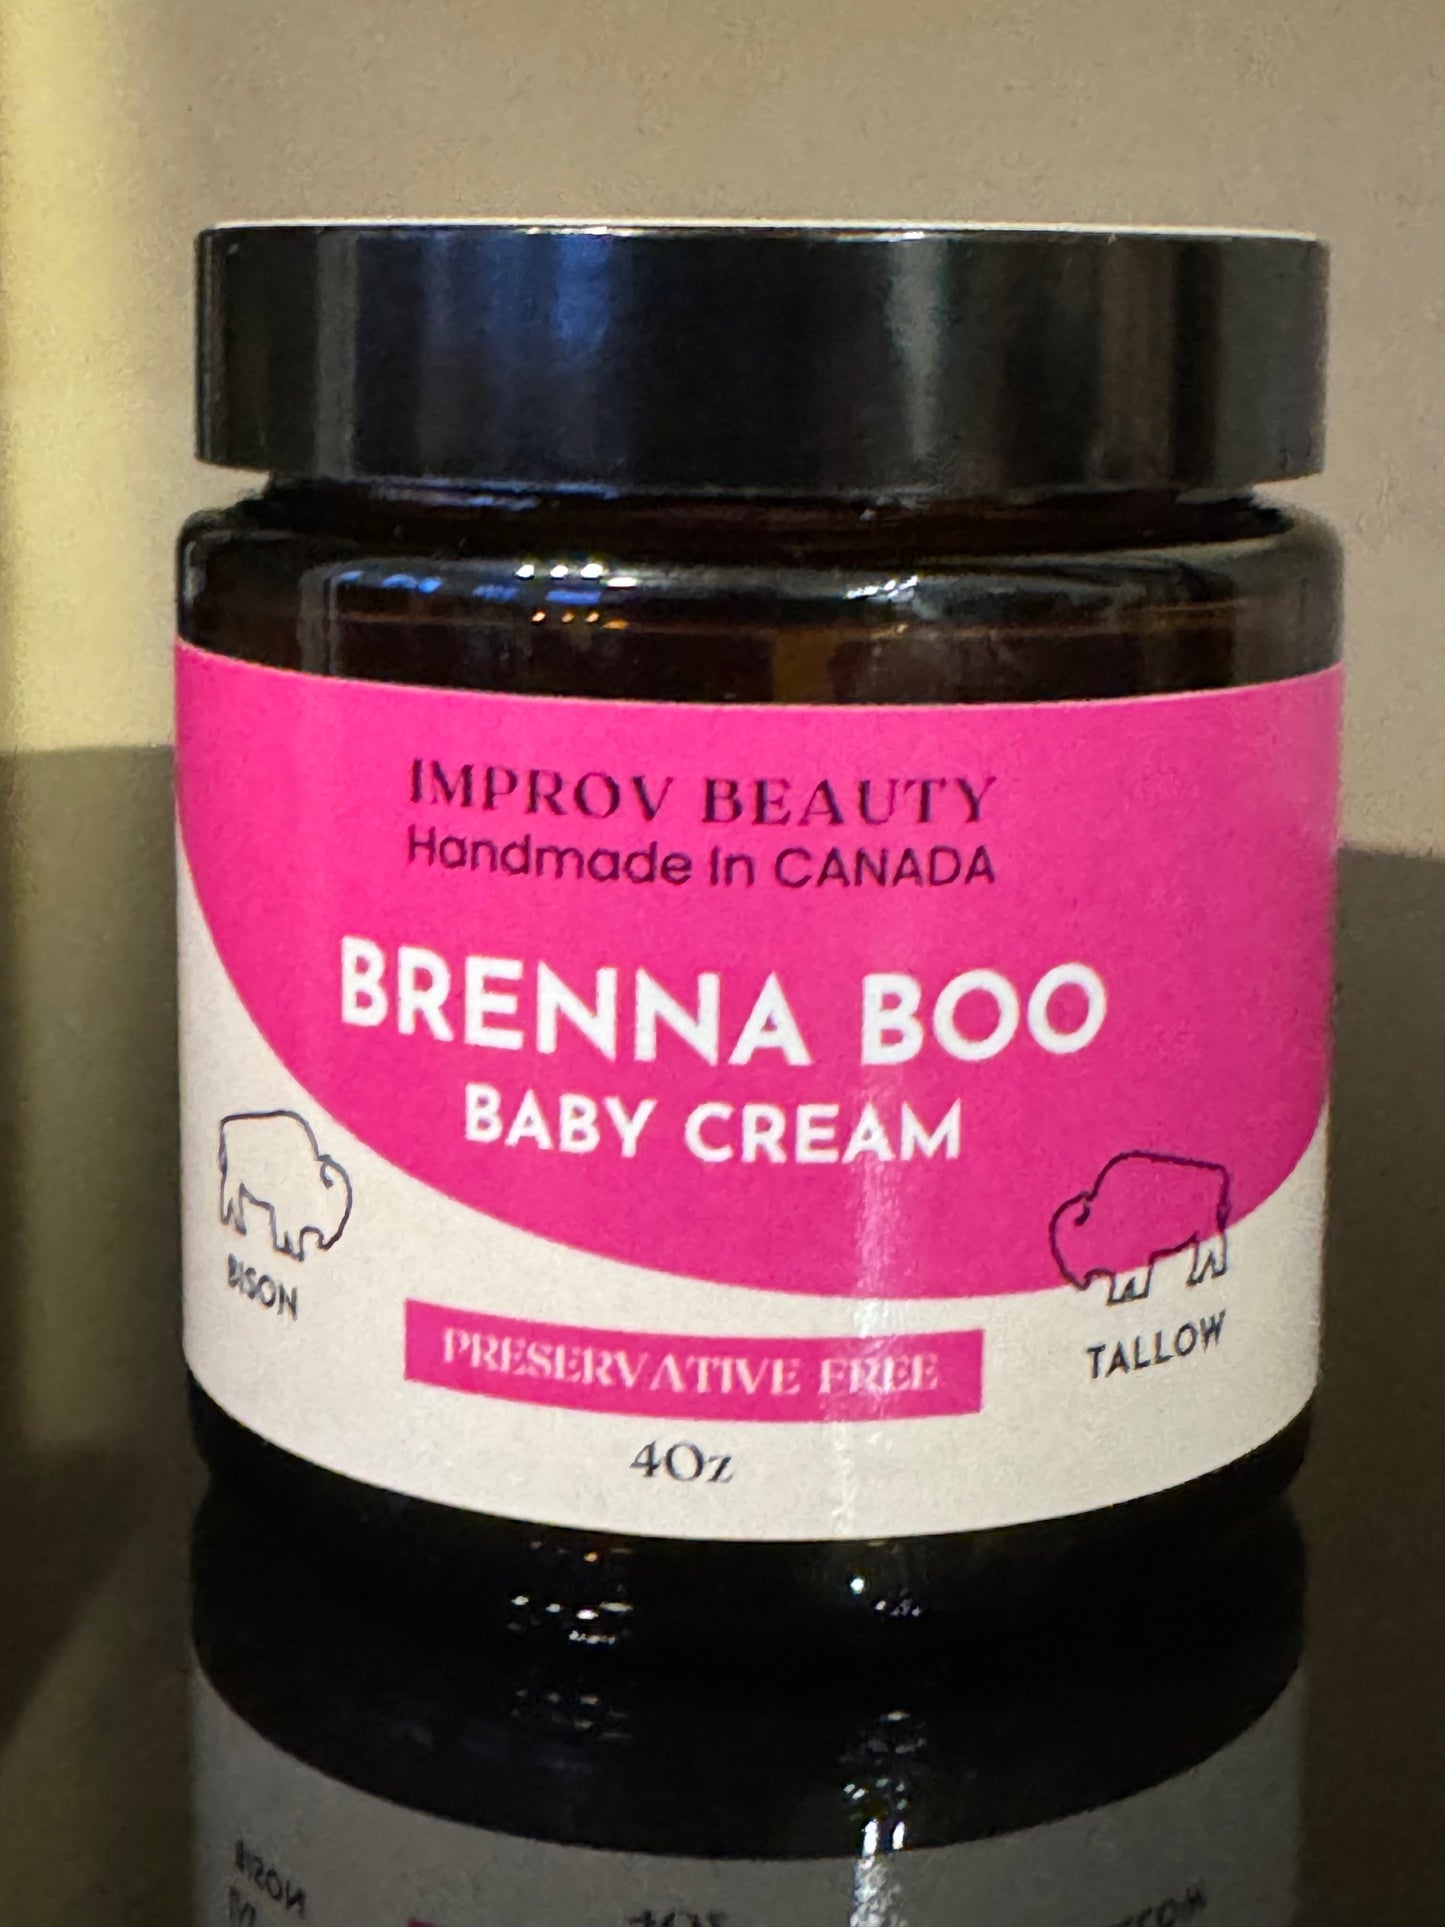 IMPROV BEAUTY
Handmade In CANADA
BRENNA BOO
BABY CREAM
BISON
TALLOW
PRESERVATIVE FREE
4Oz